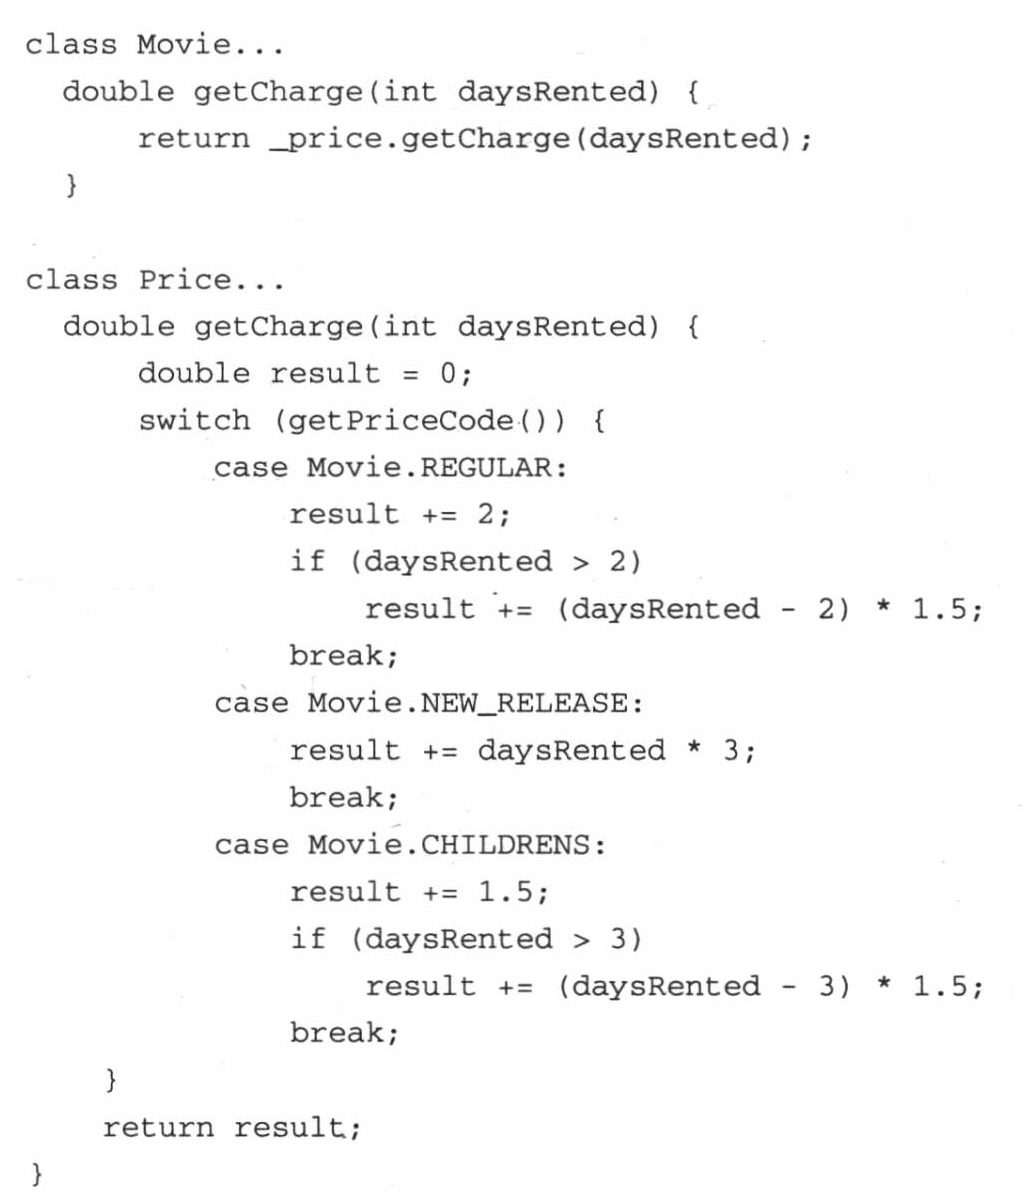 class Movie...
  double getCharge(int daysRented) {
      return _price.getCharge(daysRented);
  }

class Price...
  double getCharge(int daysRented) {
      double result = 0;
      switch (getPriceCode()) {
          case Movie.REGULAR:
              result += 2;
              if (daysRented > 2)
                  result += (daysRented - 2) * 1.5;
              break;
          case Movie.NEW_RELEASE:
              result += daysRented * 3;
              break;
          case Movie.CHILDRENS:
              result += 1.5;
              if (daysRented > 3)
                  result += (daysRented - 3) * 1.5;
              break;
    }
    return result;
}